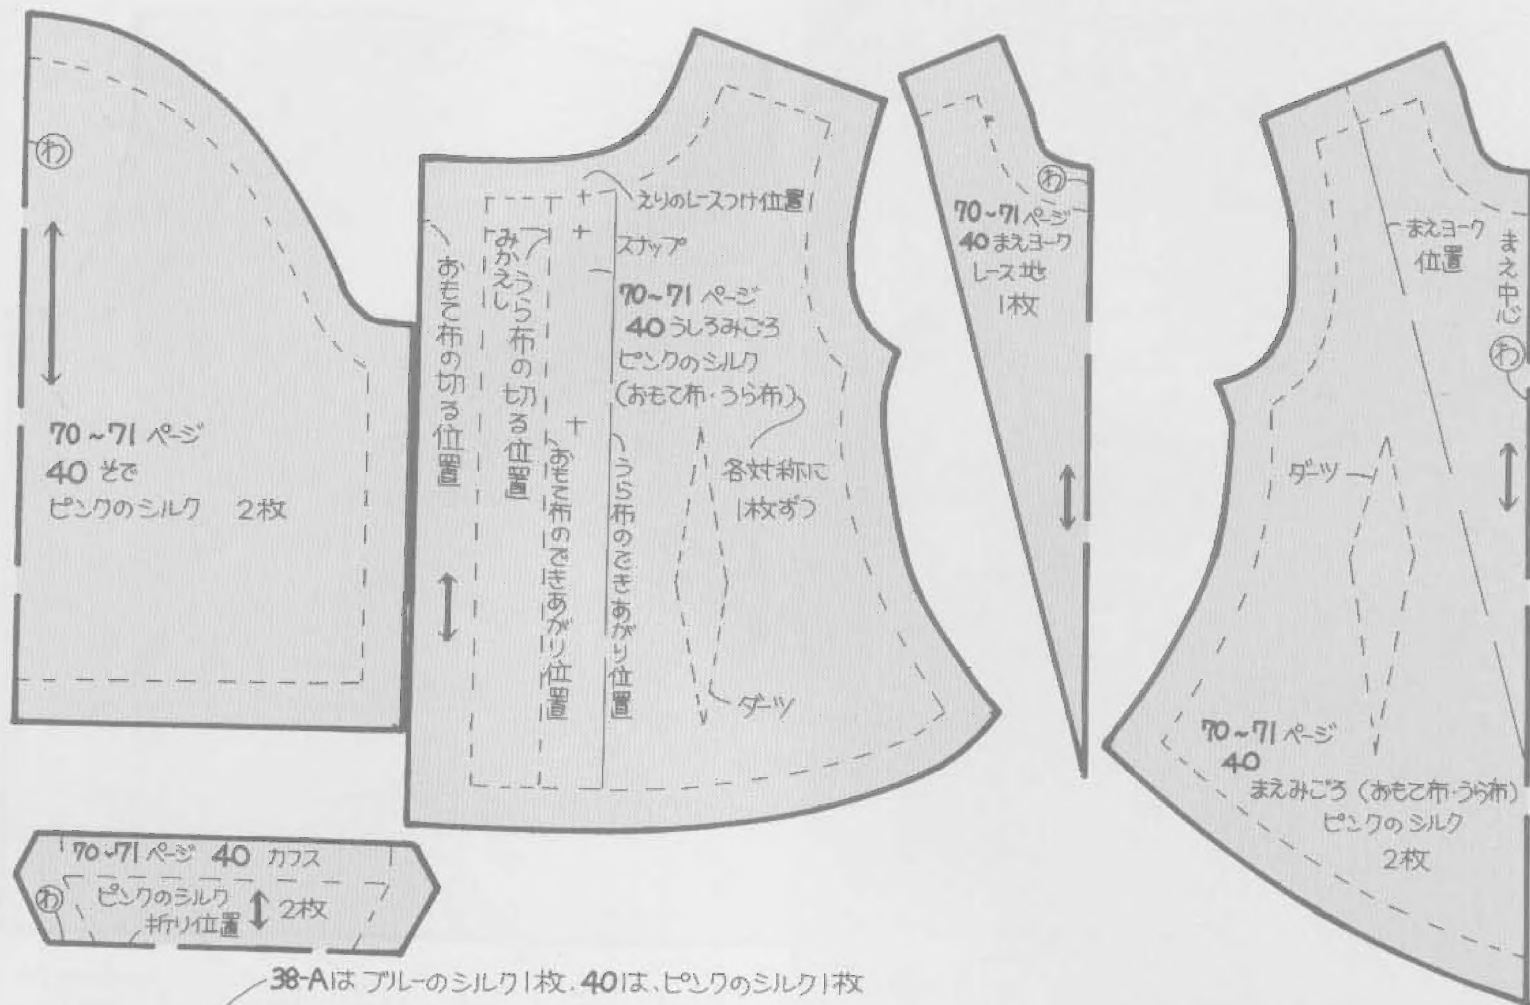 わ
70~71 ページ
40 そで
ピンクのシルク 2枚
おもて布の切る位置
みかえし
うら布の切る位置
おもて布のできあがり位置
うら布のできあがり位置
えりのレースつけ位置
スナップ
70~71 ページ
40 うしろみごろ
ピンクのシルク
(おもて布・うら布)
各対称に
1枚ずつ
ダーツ
わ
70~71 ページ
40 まえヨーク
レース地
1枚
まえヨーク
位置
まえ中心
わ
ダーツ
70~71 ページ
40
まえみごろ (おもて布・うら布)
ピンクのシルク
2枚
70~71 ページ 40 カフス
わ
ピンクのシルク 2枚
折り位置
38-Aは ブルーのシルク1枚. 40は、ピンクのシルク1枚